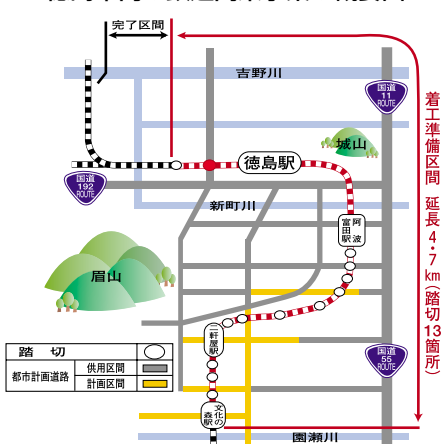 完了区間
吉野川
国道
11
ROUTE
城山
徳島駅
国道
192
ROUTE
新町川
阿波
富田駅
眉山
着工準備区間 延長4・7km(踏切13箇所)
二軒屋駅
踏切
都市計画道路
供用区間
計画区間
国道
55
ROUTE
文化の
森駅
園瀬川